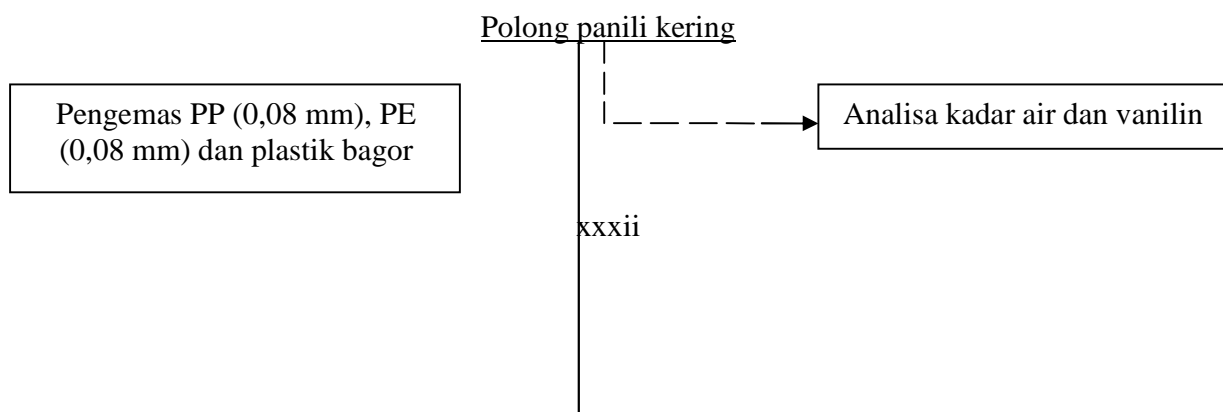 Polong panili kering
Pengemas PP (0,08 mm), PE
(0,08 mm) dan plastik bagor
Analisa kadar air dan vanilin
xxxii